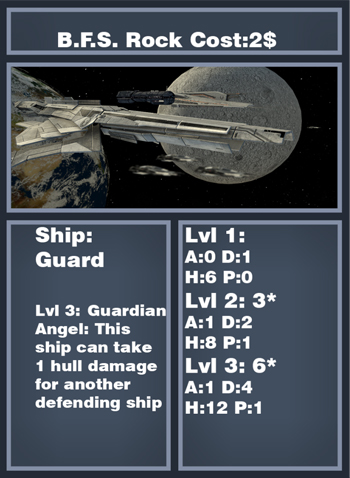 B.F.S. Rock Cost:2$
Ship:
Guard
Lvl 3: Guardian
Angel: This
ship can take
1 hull damage
for another
defending ship
Lvl 1:
A:0 D:1
H:6 P:0
Lvl 2: 3*
A:1 D:2
H:8 P:1
Lvl 3: 6*
A:1 D:4
H:12 P:1